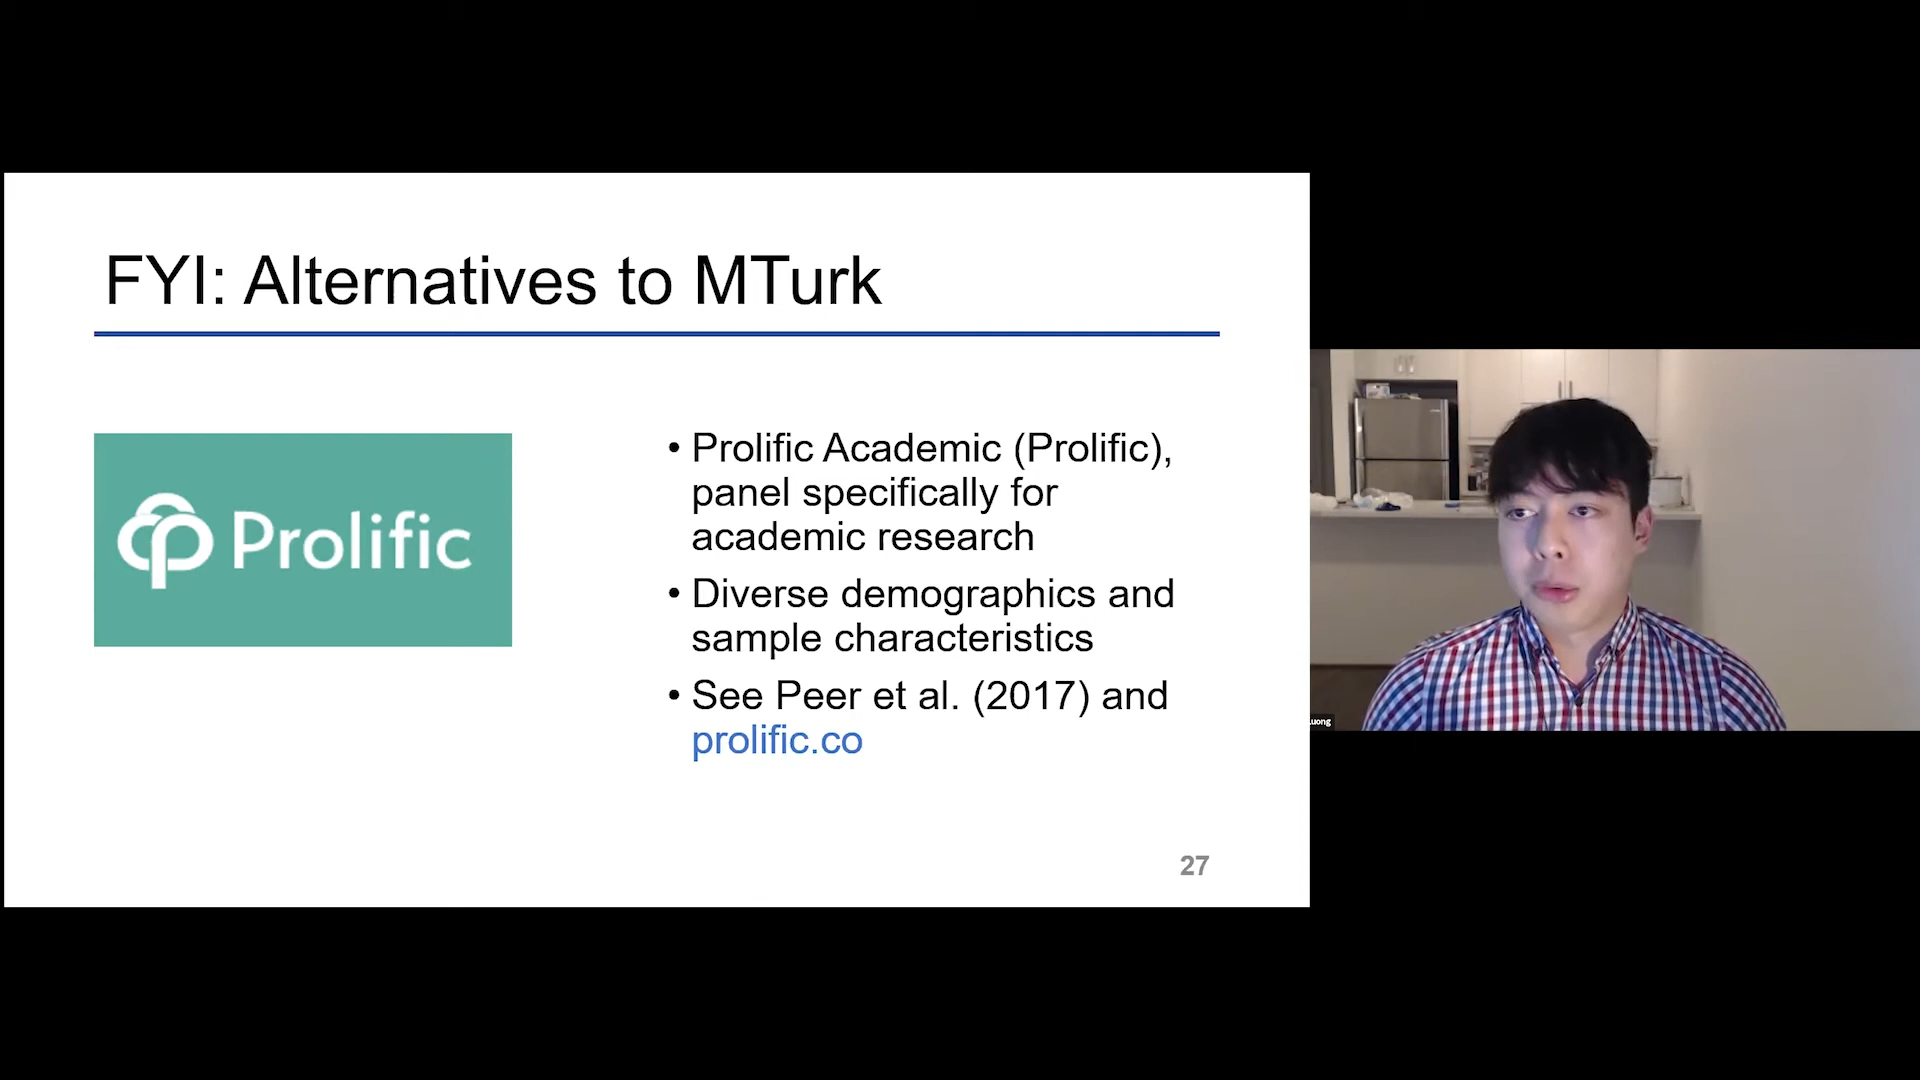 FYI: Alternatives to MTurk
Prolific
• Prolific Academic (Prolific),
panel specifically for
academic research
• Diverse demographics and
sample characteristics
• See Peer et al. (2017) and
prolific.co
27
Luong